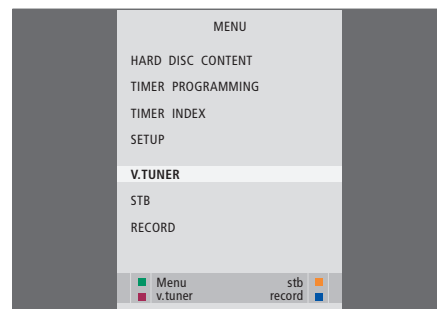 MENU
HARD DISC CONTENT
TIMER PROGRAMMING
TIMER INDEX
SETUP
V.TUNER
STB
RECORD
Menu stb
v.tuner record